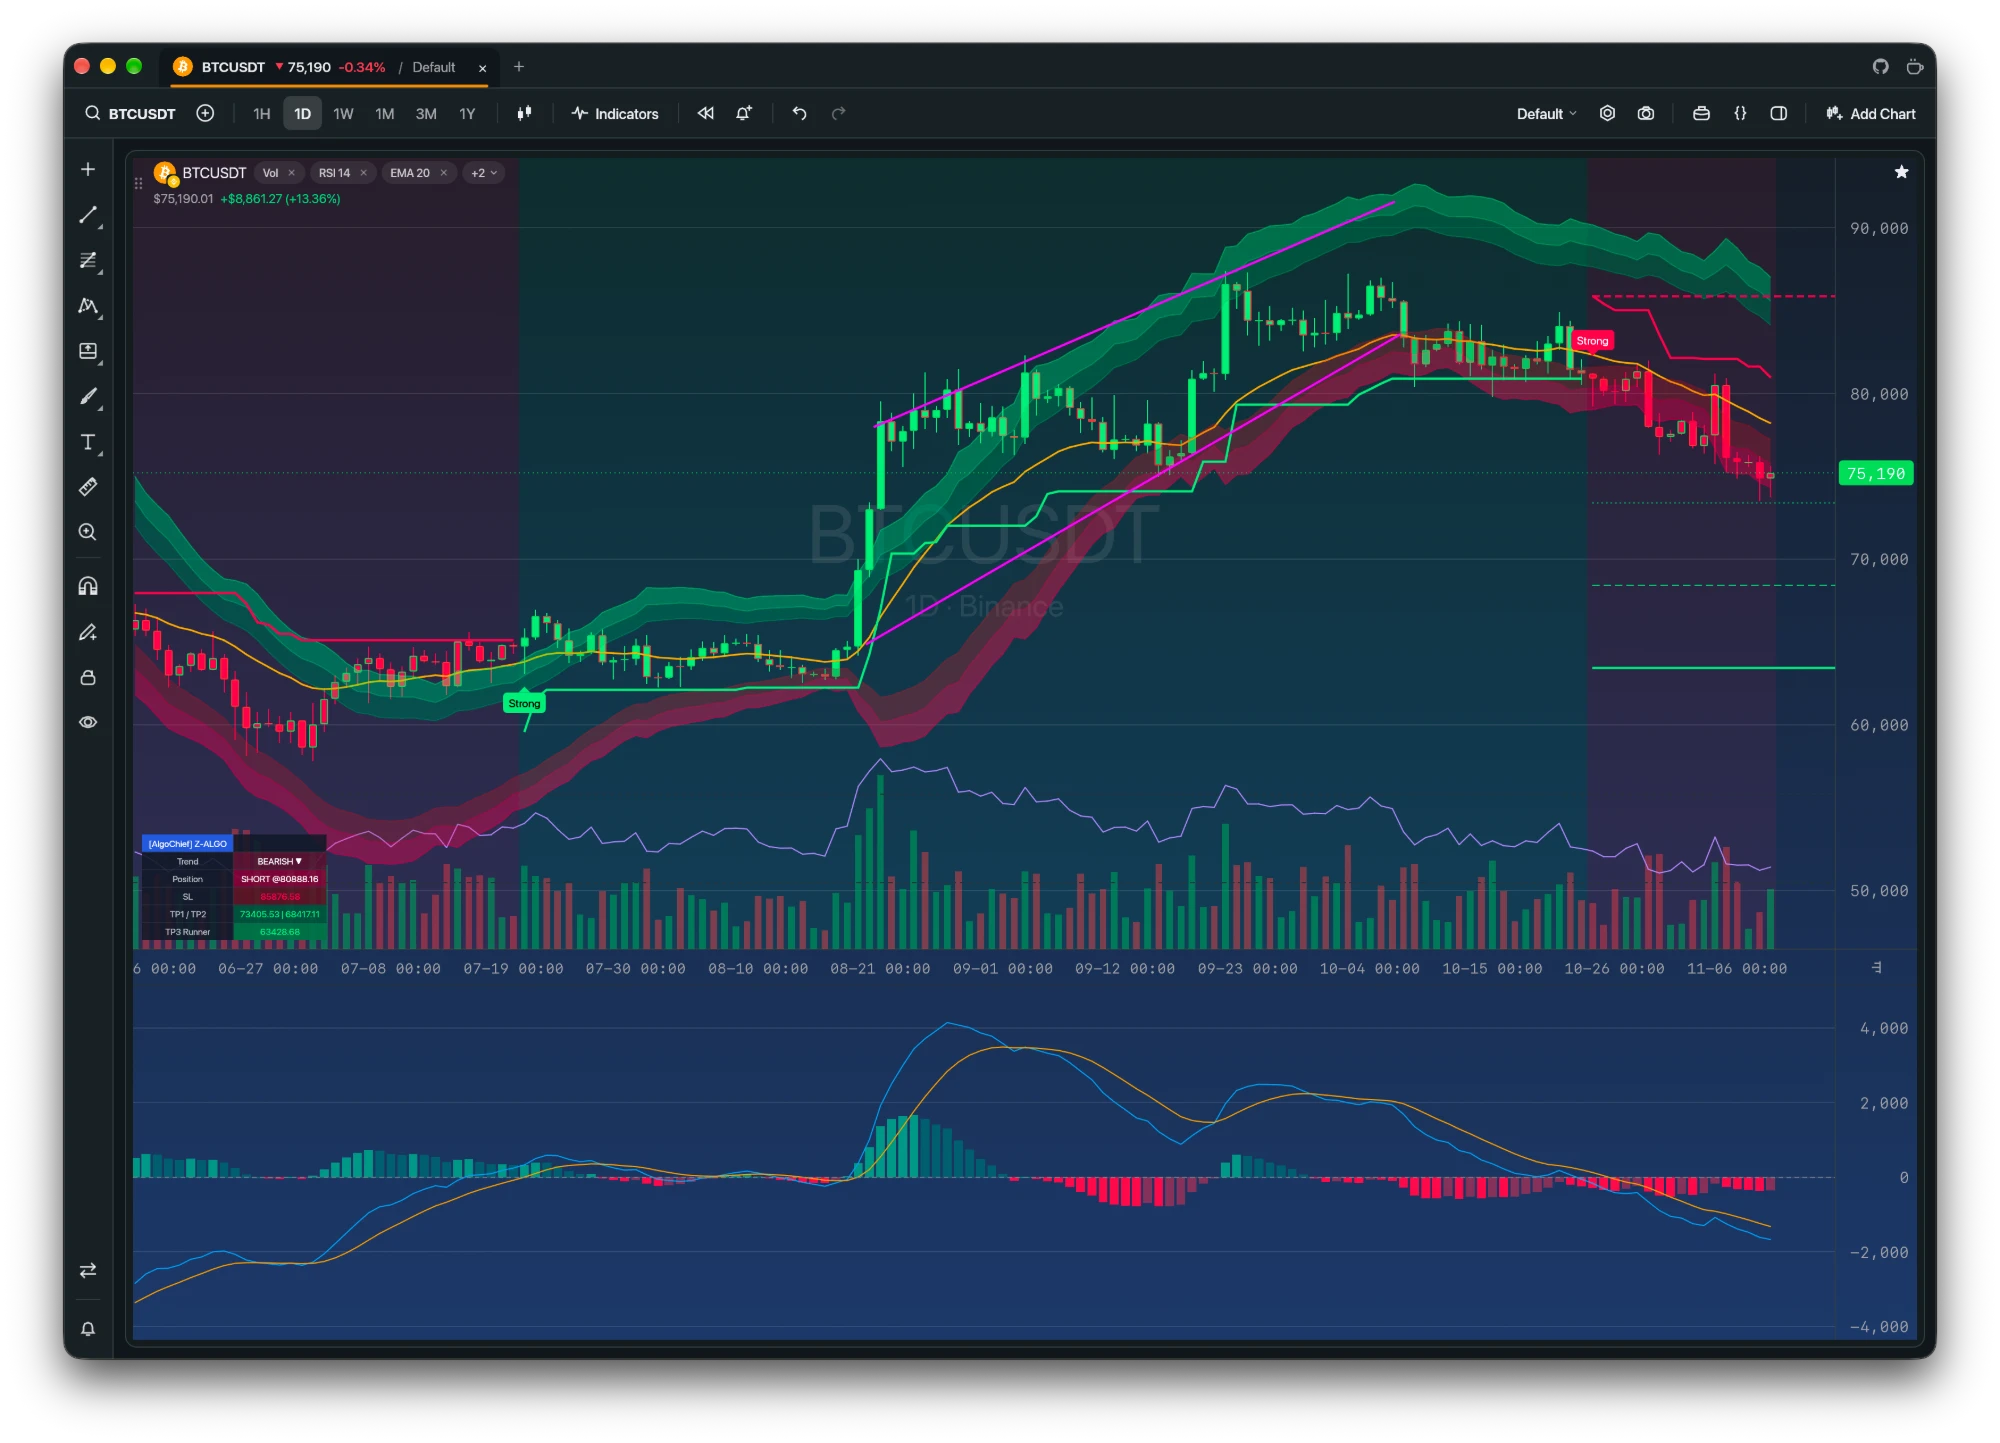 BTCUSDT ▼ 75,190 -0.34% / Default × +
BTCUSDT 1H 1D 1W 1M 3M 1Y Indicators Default Add Chart
BTCUSDT Vol × RSI 14 × EMA 20 × +2
$75,190.01 +$8,861.27 (+13.36%)
90,000
Strong
80,000
75,190
BTCUSDT
70,000
1D · Binance
Strong
60,000
[AlgoChief] Z-ALGO
Trend BEARISH ▼
Position SHORT @80888.16
SL 85876.58
TP1 / TP2 73405.53 | 68417.11
TP3 Runner 63428.68
50,000
6 00:00 06-27 00:00 07-08 00:00 07-19 00:00 07-30 00:00 08-10 00:00 08-21 00:00 09-01 00:00 09-12 00:00 09-23 00:00 10-04 00:00 10-15 00:00 10-26 00:00 11-06 00:00
4,000
2,000
0
-2,000
-4,000